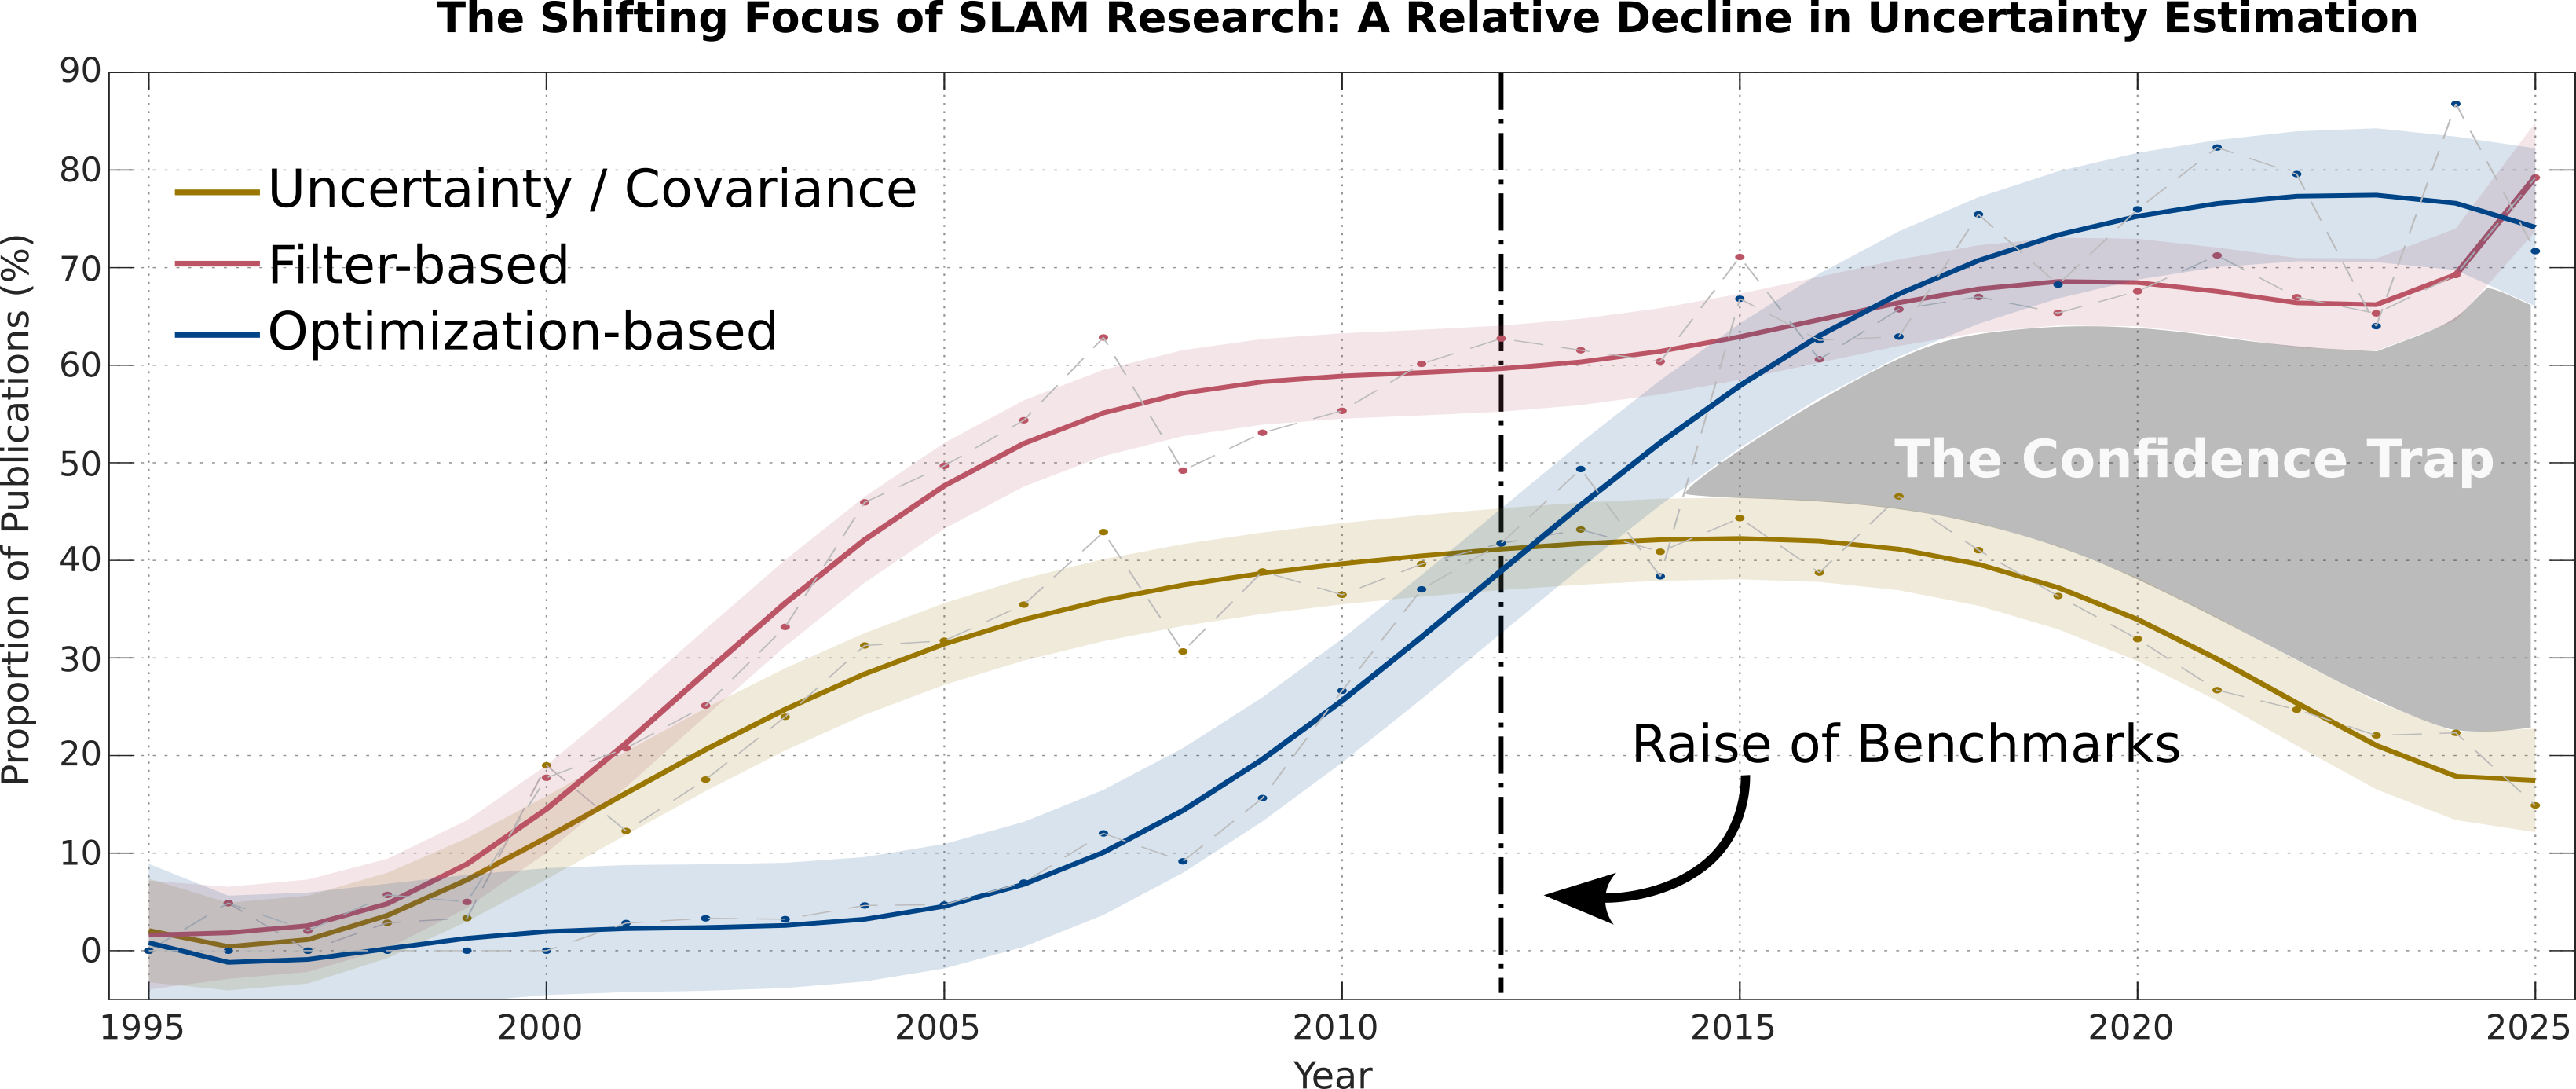 The Shifting Focus of SLAM Research: A Relative Decline in Uncertainty Estimation
Proportion of Publications (%)
90
80
70
60
50
40
30
20
10
0
Uncertainty / Covariance
Filter-based
Optimization-based
The Confidence Trap
Raise of Benchmarks
1995
2000
2005
2010
2015
2020
2025
Year